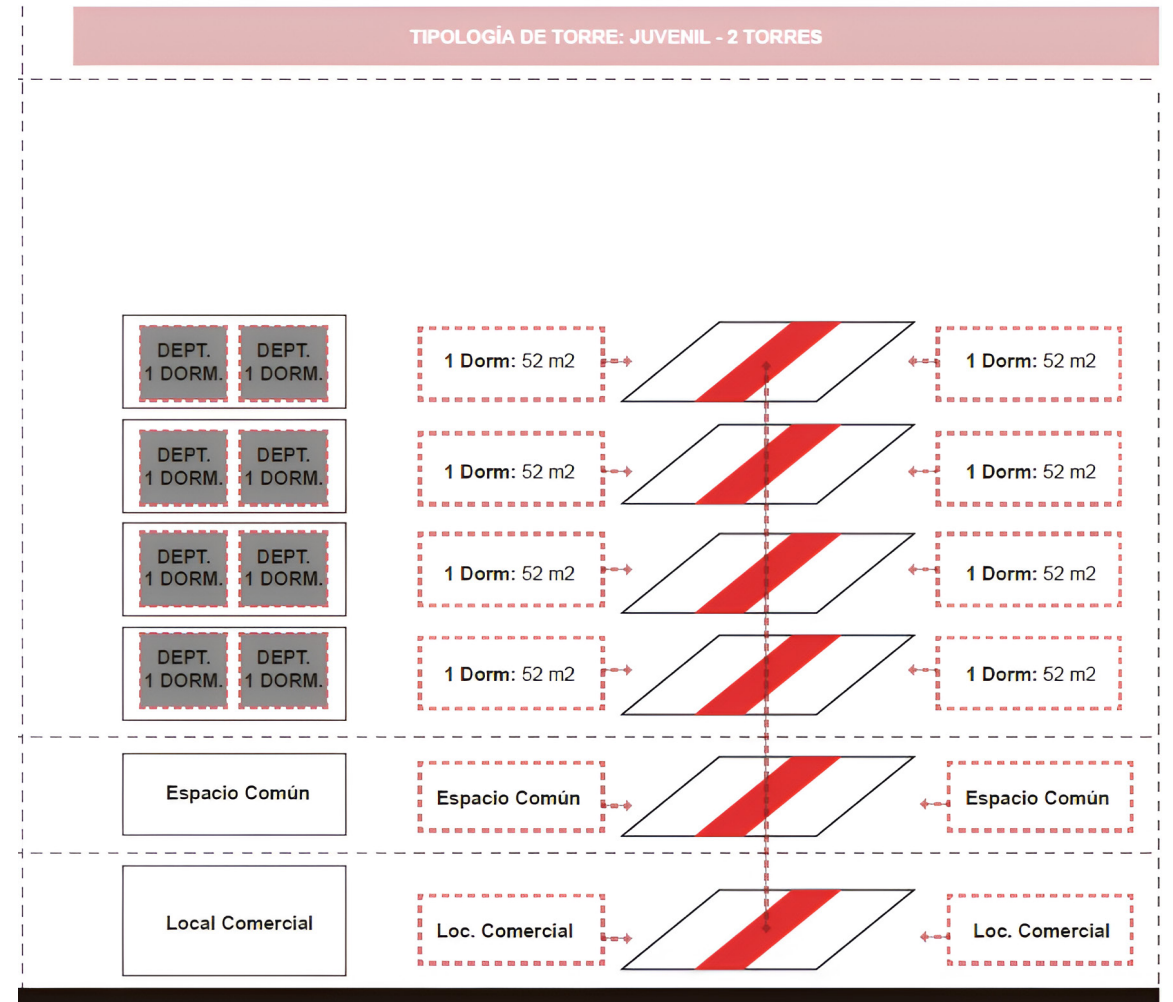 TIPOLOGÍA DE TORRE: JUVENIL - 2 TORRES
DEPT. DEPT.
1 DORM. 1 DORM.
1 Dorm: 52 m2
1 Dorm: 52 m2
DEPT. DEPT.
1 DORM. 1 DORM.
1 Dorm: 52 m2
1 Dorm: 52 m2
DEPT. DEPT.
1 DORM. 1 DORM.
1 Dorm: 52 m2
1 Dorm: 52 m2
DEPT. DEPT.
1 DORM. 1 DORM.
1 Dorm: 52 m2
1 Dorm: 52 m2
Espacio Común
Espacio Común
Espacio Común
Local Comercial
Loc. Comercial
Loc. Comercial